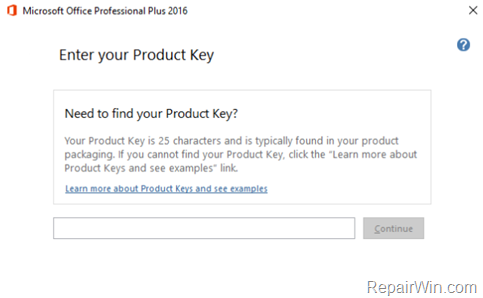 Microsoft Office Professional Plus 2016
Enter your Product Key
Need to find your Product Key?
Your Product Key is 25 characters and is typically found in your product
packaging. If you cannot find your Product Key, click the "Learn more about
Product Keys and see examples" link.
Learn more about Product Keys and see examples
Continue
RepairWin.com